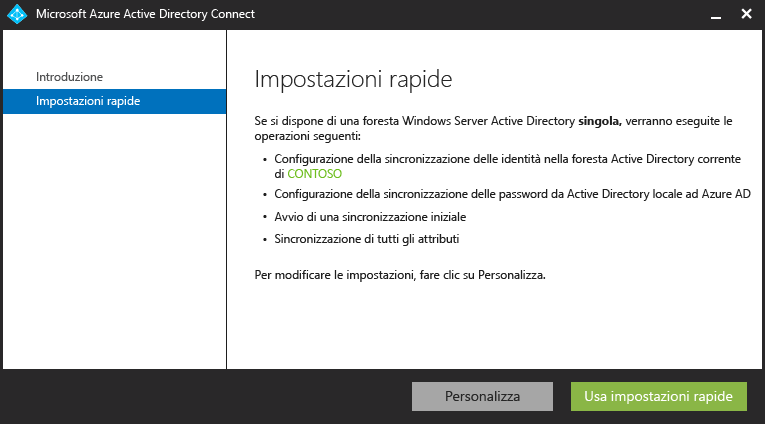 Microsoft Azure Active Directory Connect
Introduzione
Impostazioni rapide
Impostazioni rapide
Se si dispone di una foresta Windows Server Active Directory singola, verranno eseguite le
operazioni seguenti:
• Configurazione della sincronizzazione delle identità nella foresta Active Directory corrente
di CONTOSO
• Configurazione della sincronizzazione delle password da Active Directory locale ad Azure AD
• Avvio di una sincronizzazione iniziale
• Sincronizzazione di tutti gli attributi
Per modificare le impostazioni, fare clic su Personalizza.
Personalizza
Usa impostazioni rapide